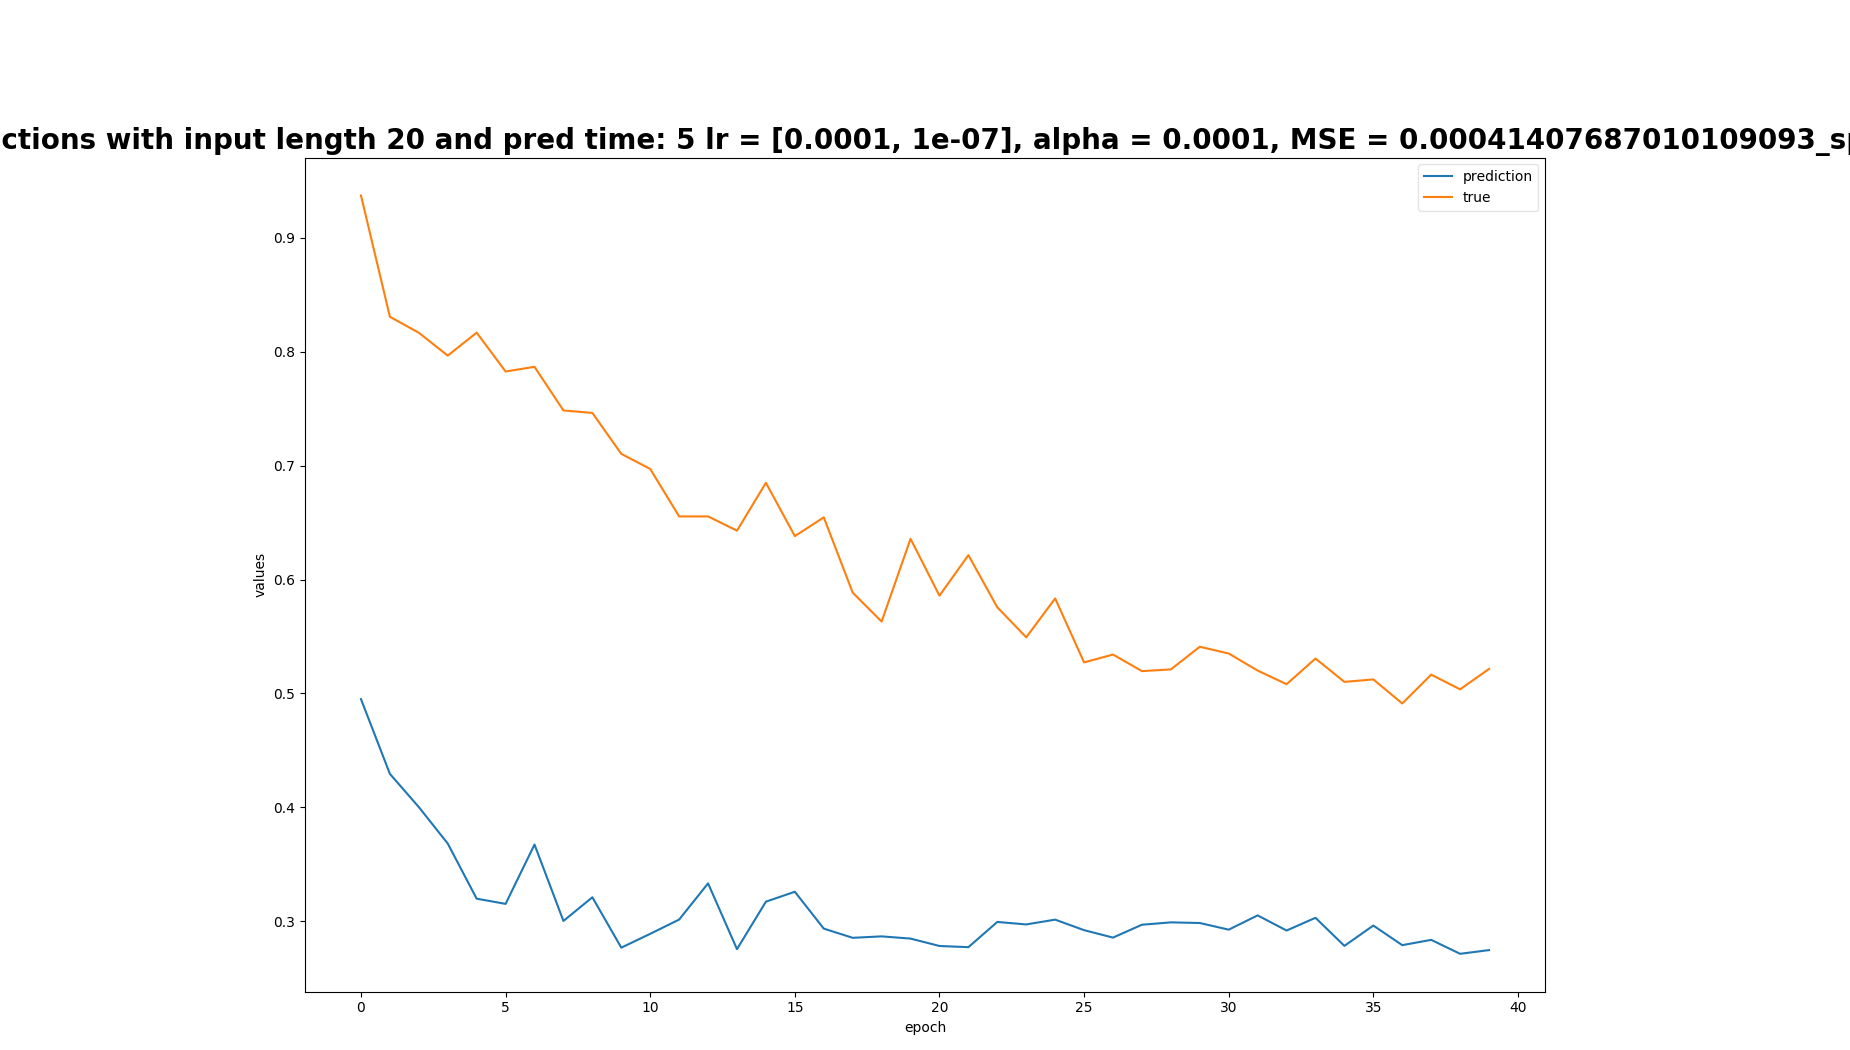 ctions with input length 20 and pred time: 5 lr = [0.0001, 1e-07], alpha = 0.0001, MSE = 0.00041407687010109093_sp
prediction
true
0.9
0.8
0.7
0.6
0.5
0.4
0.3
values
0 5 10 15 20 25 30 35 40
epoch